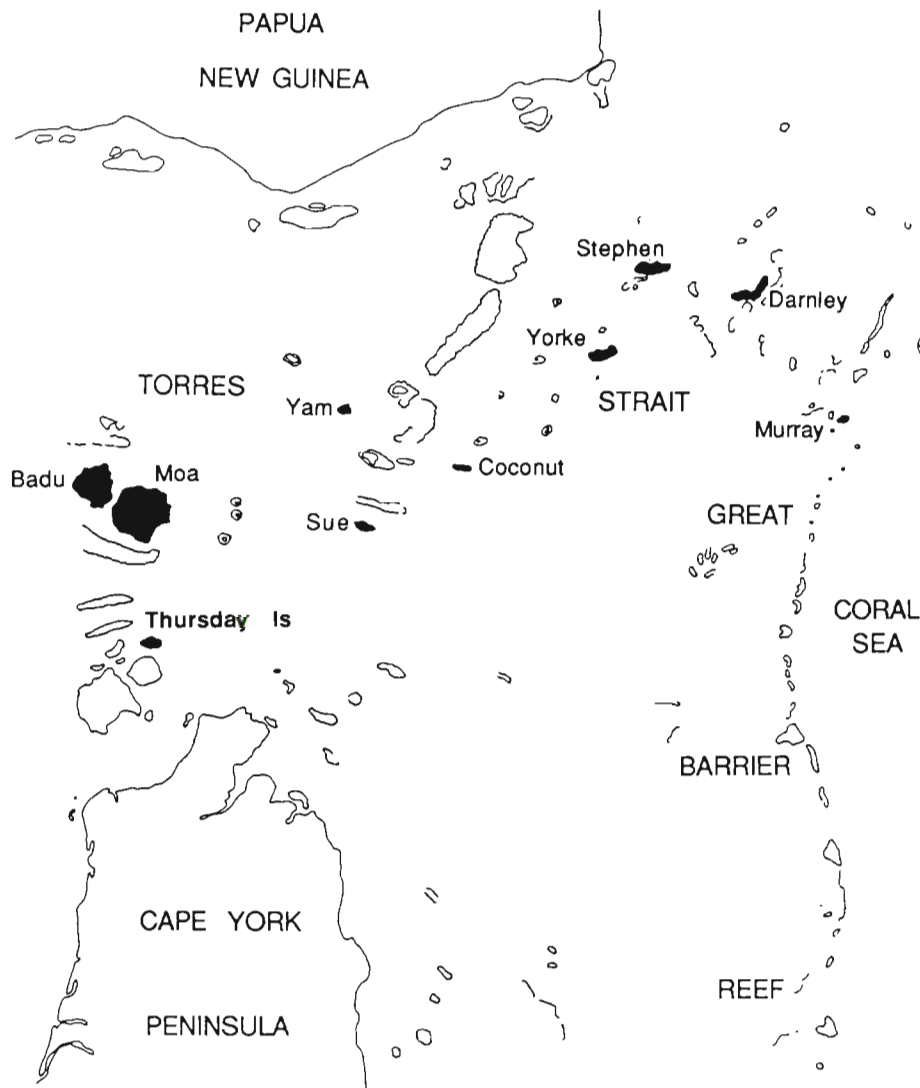 PAPUA
NEW GUINEA
Stephen
Darnley
Yorke
TORRES
STRAIT
Yam
Murray
Badu
Moa
Coconut
Sue
GREAT
Thursday Is
CORAL
SEA
BARRIER
CAPE YORK
REEF
PENINSULA